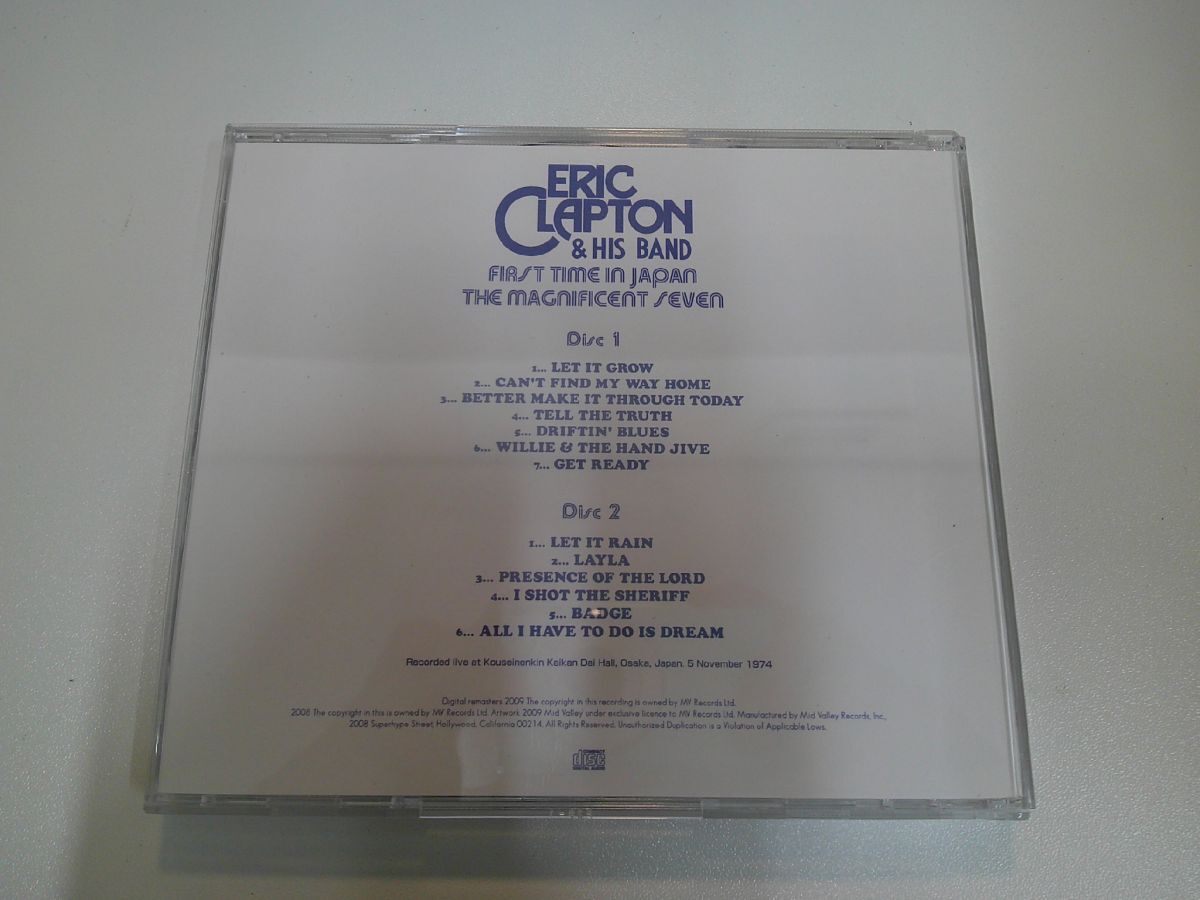 ERIC
CLAPTON
& HIS BAND
FIRST TIME IN JAPAN
THE MAGNIFICENT SEVEN
Disc 1
1... LET IT GROW
2... CAN'T FIND MY WAY HOME
3... BETTER MAKE IT THROUGH TODAY
4... TELL THE TRUTH
5... DRIFTIN' BLUES
6... WILLIE & THE HAND JIVE
7... GET READY
Disc 2
1... LET IT RAIN
2... LAYLA
3... PRESENCE OF THE LORD
4... I SHOT THE SHERIFF
5... BADGE
6... ALL I HAVE TO DO IS DREAM
Recorded live at Kouseinenkin Kaikan Dai Hall, Osaka, Japan. 5 November 1974
Digital remasters 2009 The copyright in this recording is owned by MV Records Ltd.
2008 The copyright in this is owned by MV Records Ltd. Artwork 2009 Mid Valley under exclusive licence to MV Records Ltd. Manufactured by Mid Valley Records, Inc.,
2008 Supertype Street, Hollywood, California 00214. All Rights Reserved. Unauthorized Duplication is a Violation of Applicable Laws.
COMPACT
disc
DIGITAL AUDIO